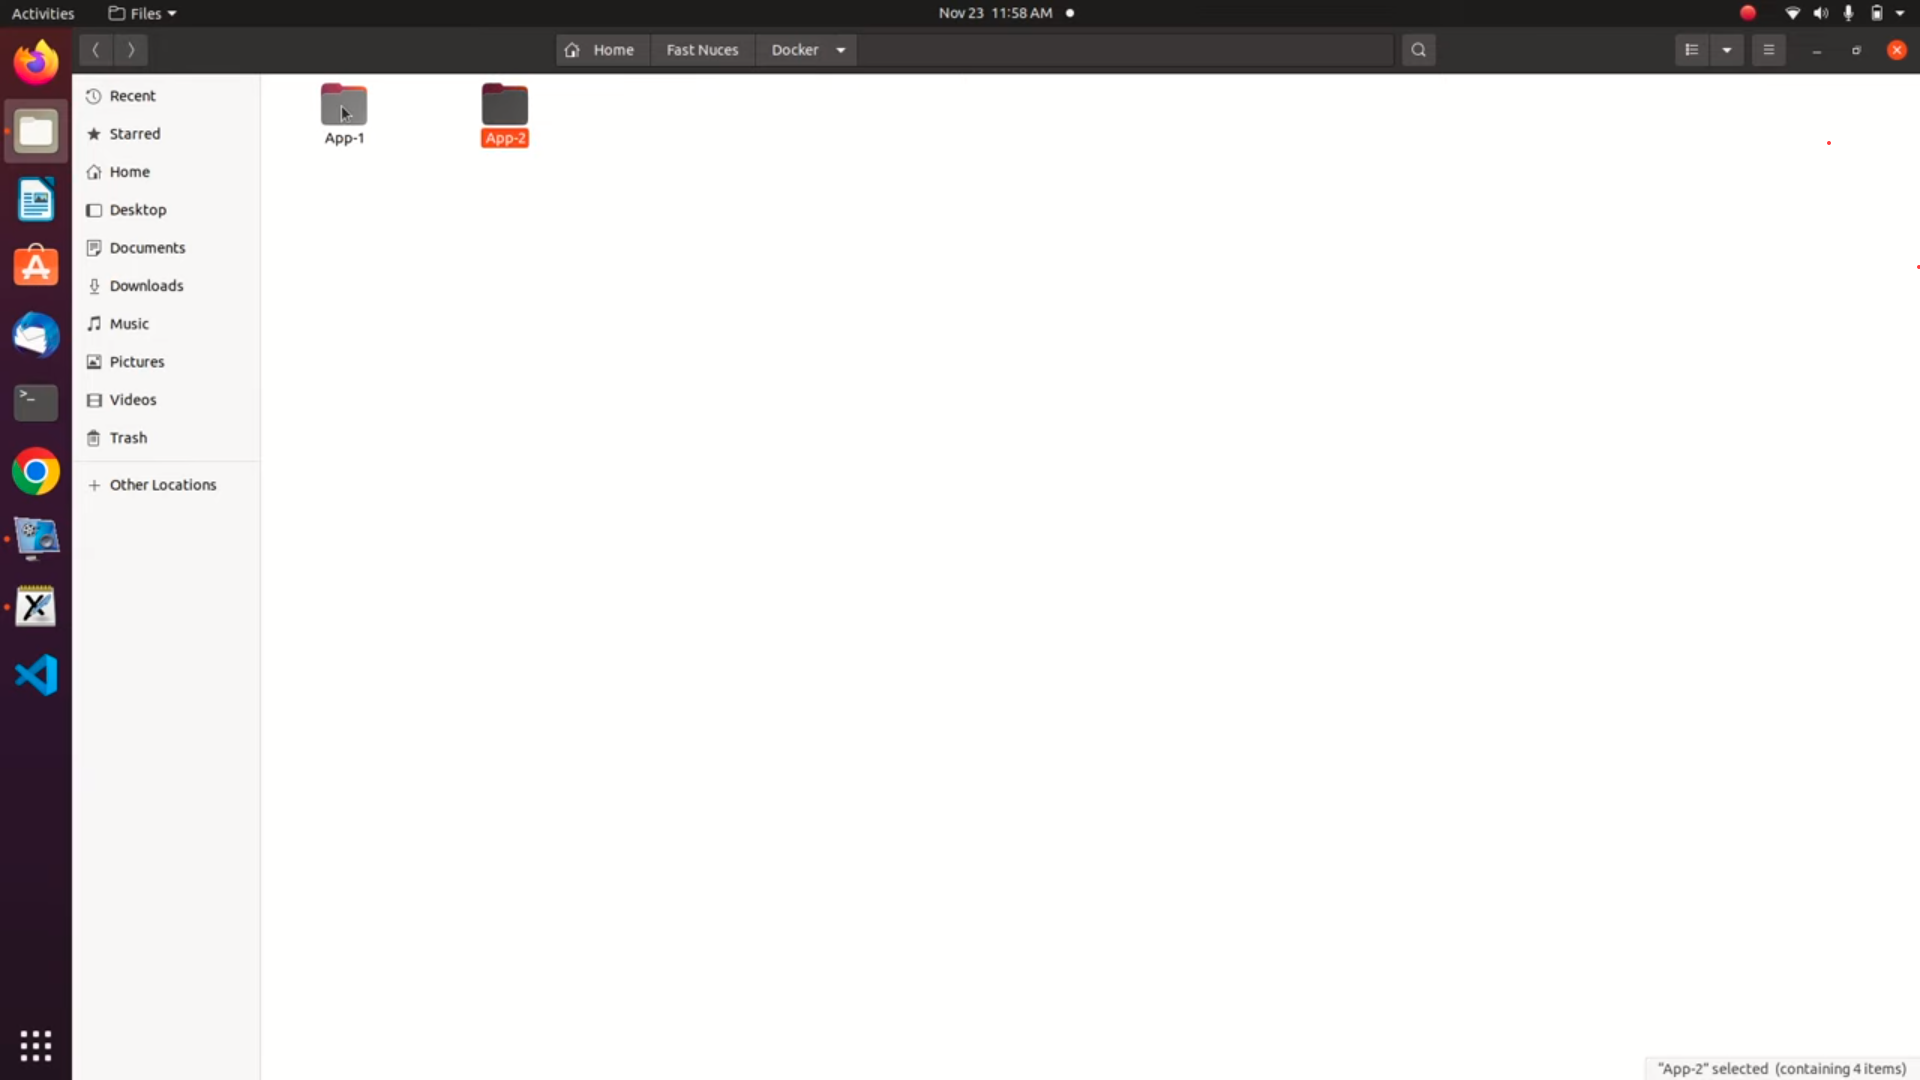 Activities
Files
Nov 23 11:58 AM
Home
Fast Nuces
Docker
Recent
Starred
Home
Desktop
Documents
Downloads
Music
Pictures
Videos
Trash
Other Locations
App-1
App-2
"App-2" selected (containing 4 items)